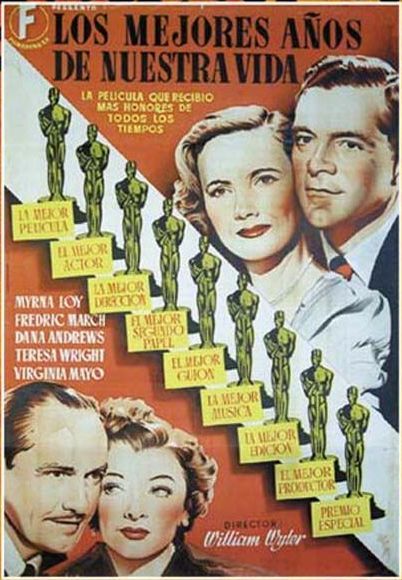 F
PRESENTA
LOS MEJORES AÑOS
DE NUESTRA VIDA
LA PELICULA QUE RECIBIO
MAS HONORES DE
TODOS LOS
TIEMPOS
LA MEJOR
PELICULA
EL MEJOR
ACTOR
LA MEJOR
DIRECCION
EL MEJOR
SEGUNDO
PAPEL
EL MEJOR
GUION
LA MEJOR
MUSICA
LA MEJOR
EDICION
EL MEJOR
PRODUCTOR
PREMIO
ESPECIAL
MYRNA LOY
FREDRIC MARCH
DANA ANDREWS
TERESA WRIGHT
VIRGINIA MAYO
DIRECTOR
William Wyler